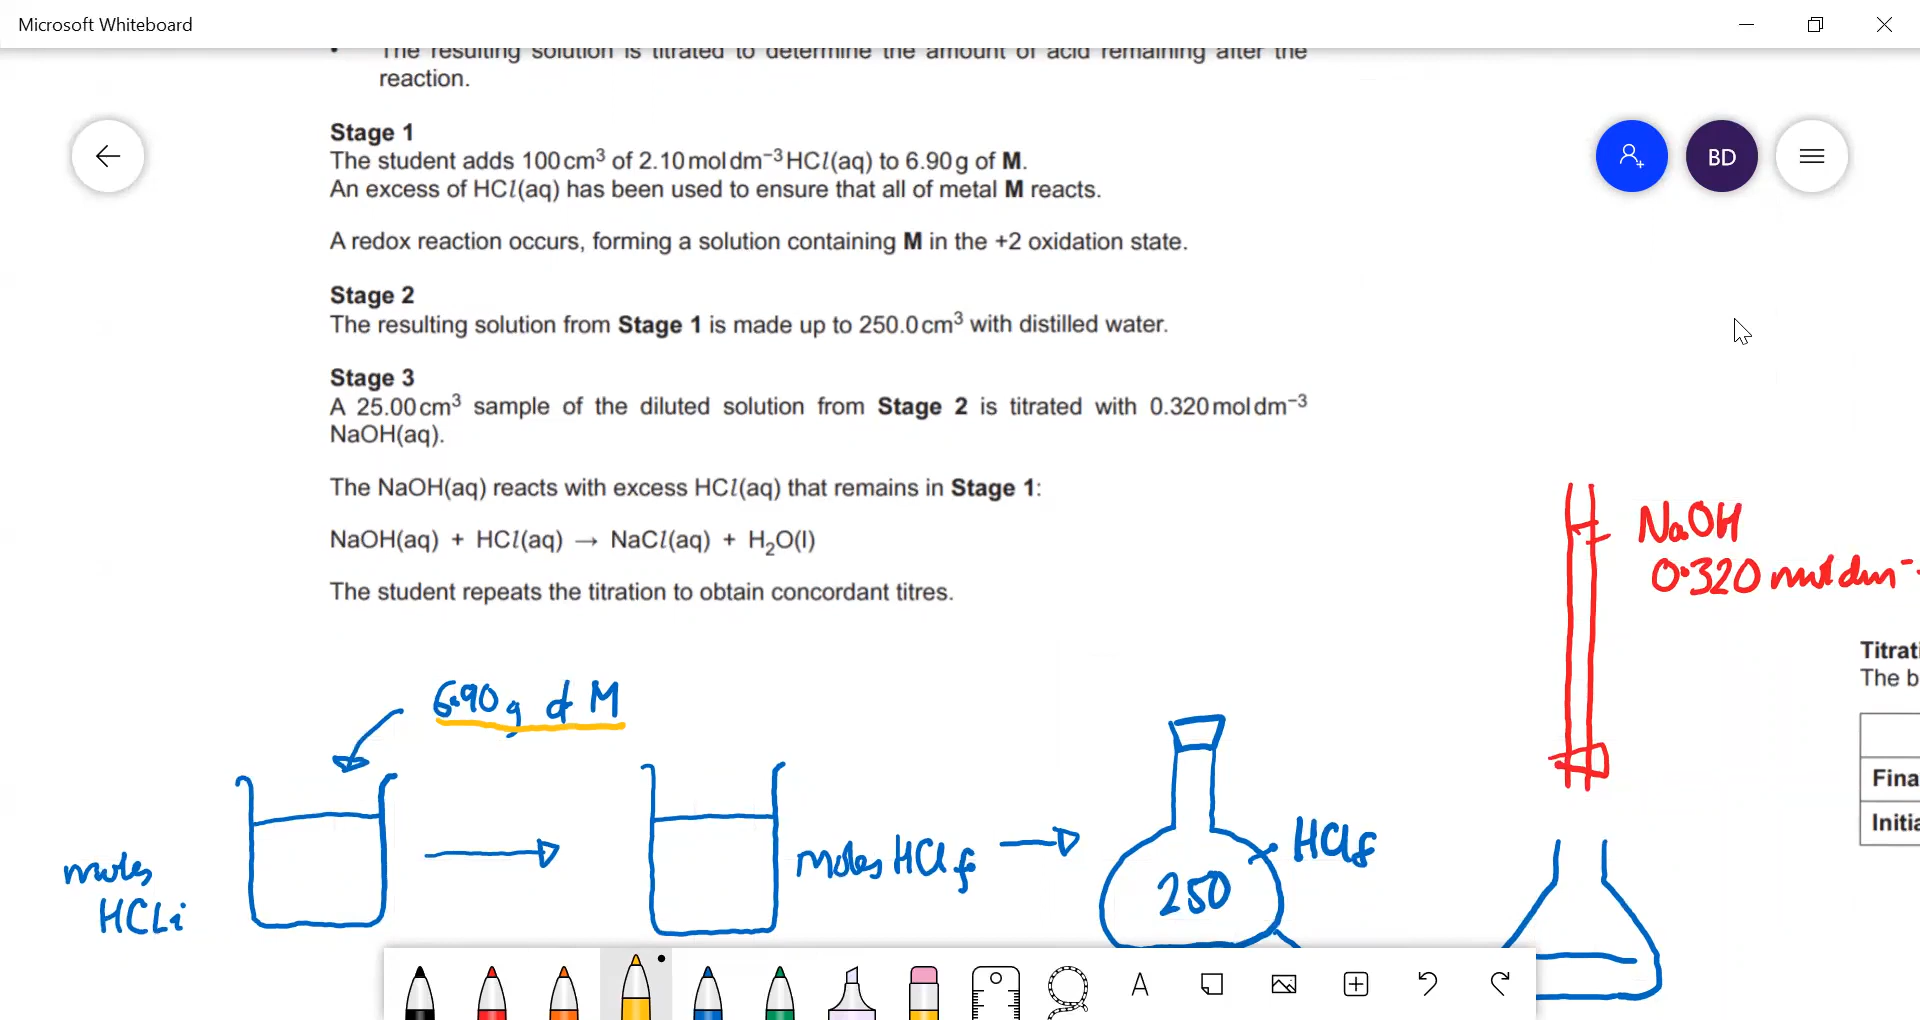 Microsoft Whiteboard
The resulting solution is titrated to determine the amount of acid remaining after the
reaction.
BD
Stage 1
The student adds 100 cm³ of 2.10 mol dm⁻³ HCl(aq) to 6.90 g of M.
An excess of HCl(aq) has been used to ensure that all of metal M reacts.
A redox reaction occurs, forming a solution containing M in the +2 oxidation state.
Stage 2
The resulting solution from Stage 1 is made up to 250.0 cm³ with distilled water.
Stage 3
A 25.00 cm³ sample of the diluted solution from Stage 2 is titrated with 0.320 mol dm⁻³
NaOH(aq).
The NaOH(aq) reacts with excess HCl(aq) that remains in Stage 1:
NaOH(aq) + HCl(aq) → NaCl(aq) + H₂O(l)
The student repeats the titration to obtain concordant titres.
NaOH
0.320 mol dm⁻
Titrati
The b
Fina
Initia
6.90 g of M
moles
HCLi
moles HClf
250
HClf
A